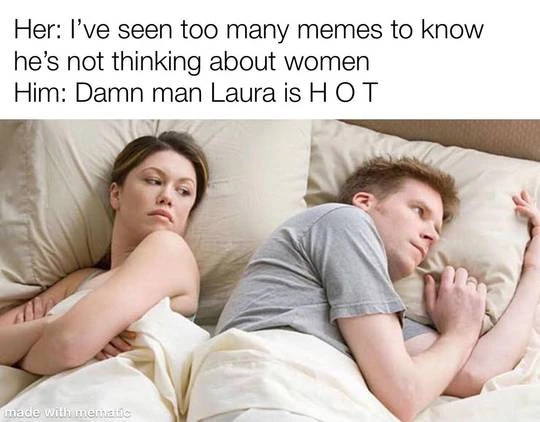 Her: I’ve seen too many memes to know
he’s not thinking about women
Him: Damn man Laura is H O T
made with mematic